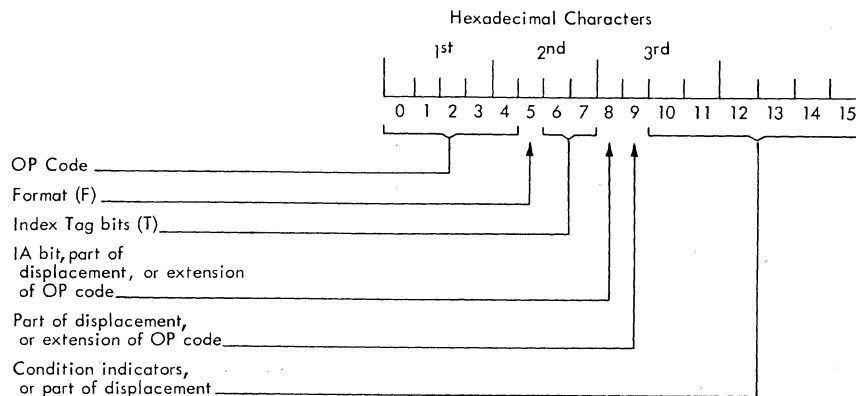 Hexadecimal Characters
1st 2nd 3rd
0 1 2 3 4 5 6 7 8 9 10 11 12 13 14 15
OP Code
Format (F)
Index Tag bits (T)
IA bit, part of
displacement, or extension
of OP code
Part of displacement,
or extension of OP code
Condition indicators,
or part of displacement